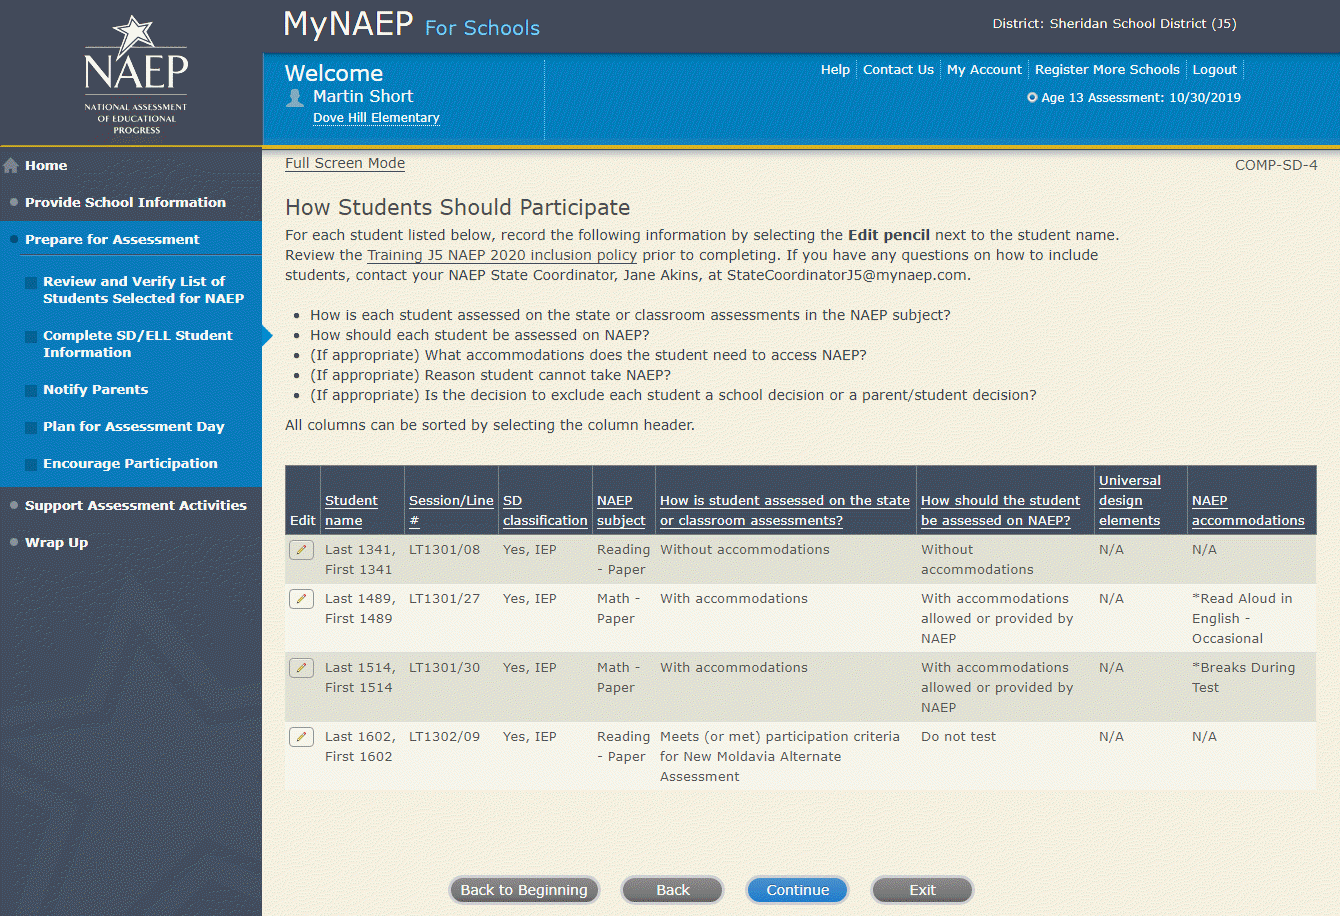 NAEP
NATIONAL ASSESSMENT
OF EDUCATIONAL
PROGRESS
MyNAEP For Schools
District: Sheridan School District (J5)
Welcome
Martin Short
Dove Hill Elementary
Help Contact Us My Account Register More Schools Logout
Age 13 Assessment: 10/30/2019
Home
Provide School Information
Prepare for Assessment
Review and Verify List of
Students Selected for NAEP
Complete SD/ELL Student
Information
Notify Parents
Plan for Assessment Day
Encourage Participation
Support Assessment Activities
Wrap Up
Full Screen Mode
COMP-SD-4
How Students Should Participate
For each student listed below, record the following information by selecting the Edit pencil next to the student name.
Review the Training J5 NAEP 2020 inclusion policy prior to completing. If you have any questions on how to include
students, contact your NAEP State Coordinator, Jane Akins, at StateCoordinatorJ5@mynaep.com.
• How is each student assessed on the state or classroom assessments in the NAEP subject?
• How should each student be assessed on NAEP?
• (If appropriate) What accommodations does the student need to access NAEP?
• (If appropriate) Reason student cannot take NAEP?
• (If appropriate) Is the decision to exclude each student a school decision or a parent/student decision?
All columns can be sorted by selecting the column header.
Edit
Student
name
Session/Line
#
SD
classification
NAEP
subject
How is student assessed on the state
or classroom assessments?
How should the student
be assessed on NAEP?
Universal
design
elements
NAEP
accommodations
Last 1341,
First 1341
LT1301/08
Yes, IEP
Reading
- Paper
Without accommodations
Without
accommodations
N/A
N/A
Last 1489,
First 1489
LT1301/27
Yes, IEP
Math -
Paper
With accommodations
With accommodations
allowed or provided by
NAEP
N/A
*Read Aloud in
English -
Occasional
Last 1514,
First 1514
LT1301/30
Yes, IEP
Math -
Paper
With accommodations
With accommodations
allowed or provided by
NAEP
N/A
*Breaks During
Test
Last 1602,
First 1602
LT1302/09
Yes, IEP
Reading
- Paper
Meets (or met) participation criteria
for New Moldavia Alternate
Assessment
Do not test
N/A
N/A
Back to Beginning
Back
Continue
Exit